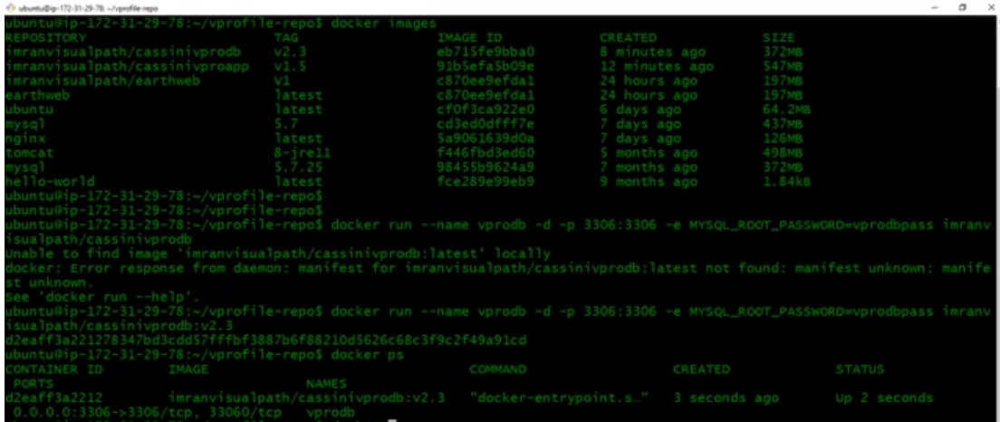 ubuntu@ip-172-31-29-78: ~/vprofile-repo
ubuntu@ip-172-31-29-78:~/vprofile-repo$ docker images
REPOSITORY TAG IMAGE ID CREATED SIZE
imranvisualpath/cassinivprodb v2.3 eb715fe9bba0 8 minutes ago 372MB
imranvisualpath/cassinivproapp v1.5 91b5efa5b09e 12 minutes ago 547MB
imranvisualpath/earthweb V1 c870ee9efda1 24 hours ago 197MB
earthweb latest c870ee9efda1 24 hours ago 197MB
ubuntu latest cf0f3ca922e0 6 days ago 64.2MB
mysql 5.7 cd3ed0dfff7e 7 days ago 437MB
nginx latest 5a9061639d0a 7 days ago 126MB
tomcat 8-jre11 f446fbd3ed60 5 months ago 498MB
mysql 5.7.25 98455b9624a9 7 months ago 372MB
hello-world latest fce289e99eb9 9 months ago 1.84kB
ubuntu@ip-172-31-29-78:~/vprofile-repo$
ubuntu@ip-172-31-29-78:~/vprofile-repo$
ubuntu@ip-172-31-29-78:~/vprofile-repo$ docker run --name vprodb -d -p 3306:3306 -e MYSQL_ROOT_PASSWORD=vprodbpass imranv
isualpath/cassinivprodb
Unable to find image 'imranvisualpath/cassinivprodb:latest' locally
docker: Error response from daemon: manifest for imranvisualpath/cassinivprodb:latest not found: manifest unknown: manife
st unknown.
See 'docker run --help'.
ubuntu@ip-172-31-29-78:~/vprofile-repo$ docker run --name vprodb -d -p 3306:3306 -e MYSQL_ROOT_PASSWORD=vprodbpass imranv
isualpath/cassinivprodb:v2.3
d2eaff3a221278347bd3cdd57fffbf3887b6f88210d5626c68c3f9c2f49a91cd
ubuntu@ip-172-31-29-78:~/vprofile-repo$ docker ps
CONTAINER ID IMAGE COMMAND CREATED STATUS
PORTS NAMES
d2eaff3a2212 imranvisualpath/cassinivprodb:v2.3 "docker-entrypoint.s…" 3 seconds ago Up 2 seconds
0.0.0.0:3306->3306/tcp, 33060/tcp vprodb